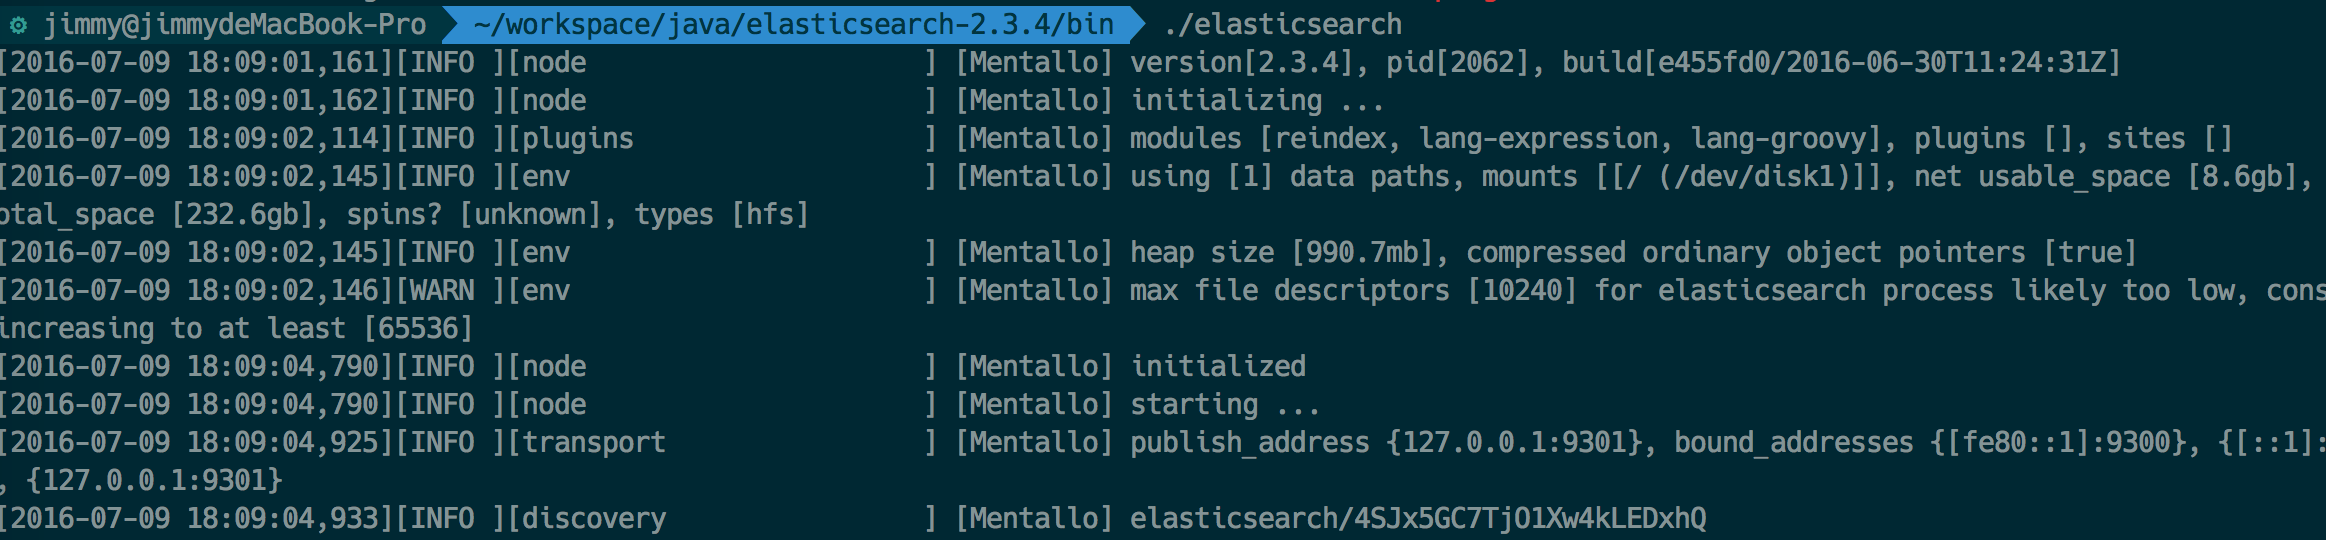 ⚙ jimmy@jimmydeMacBook-Pro ~/workspace/java/elasticsearch-2.3.4/bin ./elasticsearch
[2016-07-09 18:09:01,161][INFO ][node                     ] [Mentallo] version[2.3.4], pid[2062], build[e455fd0/2016-06-30T11:24:31Z]
[2016-07-09 18:09:01,162][INFO ][node                     ] [Mentallo] initializing ...
[2016-07-09 18:09:02,114][INFO ][plugins                  ] [Mentallo] modules [reindex, lang-expression, lang-groovy], plugins [], sites []
[2016-07-09 18:09:02,145][INFO ][env                      ] [Mentallo] using [1] data paths, mounts [[/ (/dev/disk1)]], net usable_space [8.6gb],
otal_space [232.6gb], spins? [unknown], types [hfs]
[2016-07-09 18:09:02,145][INFO ][env                      ] [Mentallo] heap size [990.7mb], compressed ordinary object pointers [true]
[2016-07-09 18:09:02,146][WARN ][env                      ] [Mentallo] max file descriptors [10240] for elasticsearch process likely too low, cons
increasing to at least [65536]
[2016-07-09 18:09:04,790][INFO ][node                     ] [Mentallo] initialized
[2016-07-09 18:09:04,790][INFO ][node                     ] [Mentallo] starting ...
[2016-07-09 18:09:04,925][INFO ][transport                ] [Mentallo] publish_address {127.0.0.1:9301}, bound_addresses {[fe80::1]:9300}, {[::1]:
, {127.0.0.1:9301}
[2016-07-09 18:09:04,933][INFO ][discovery                ] [Mentallo] elasticsearch/4SJx5GC7TjO1Xw4kLEDxhQ